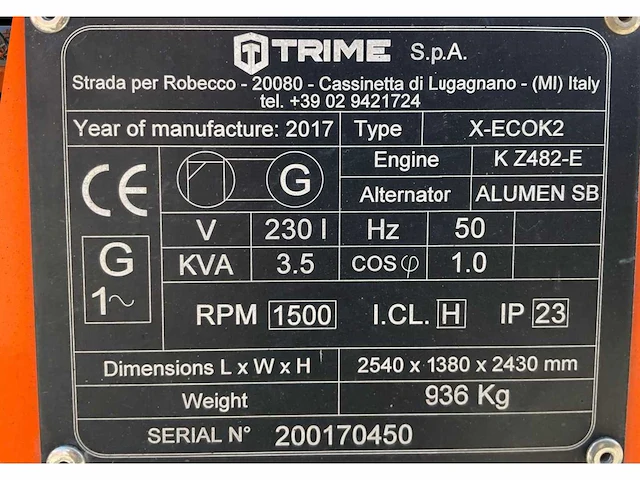 TRIME S.p.A.
Strada per Robecco - 20080 - Cassinetta di Lugagnano - (MI) Italy
tel. +39 02 9421724
Year of manufacture: 2017 Type X-ECOK2
Engine K Z482-E
CE G
Alternator ALUMEN SB
V 230 I Hz 50
G KVA 3.5 COS φ 1.0
1~
RPM 1500 I.CL. H IP 23
Dimensions L x W x H 2540 x 1380 x 2430 mm
Weight 936 Kg
SERIAL N° 200170450